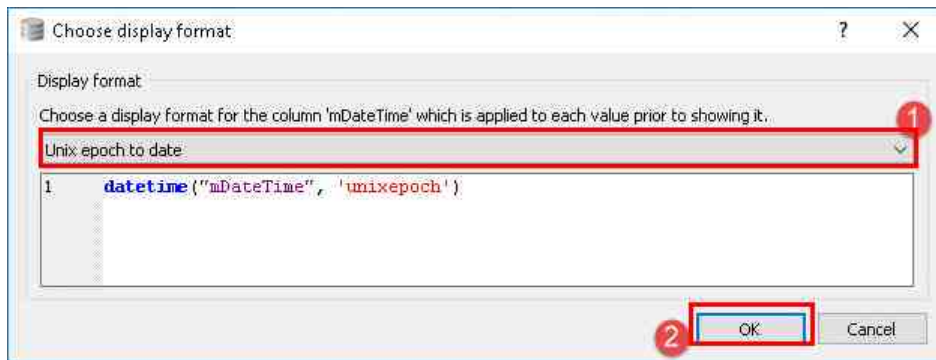 Choose display format
? X
Display format
Choose a display format for the column 'mDateTime' which is applied to each value prior to showing it.
1
Unix epoch to date
1 datetime("mDateTime", 'unixepoch')
2
OK Cancel